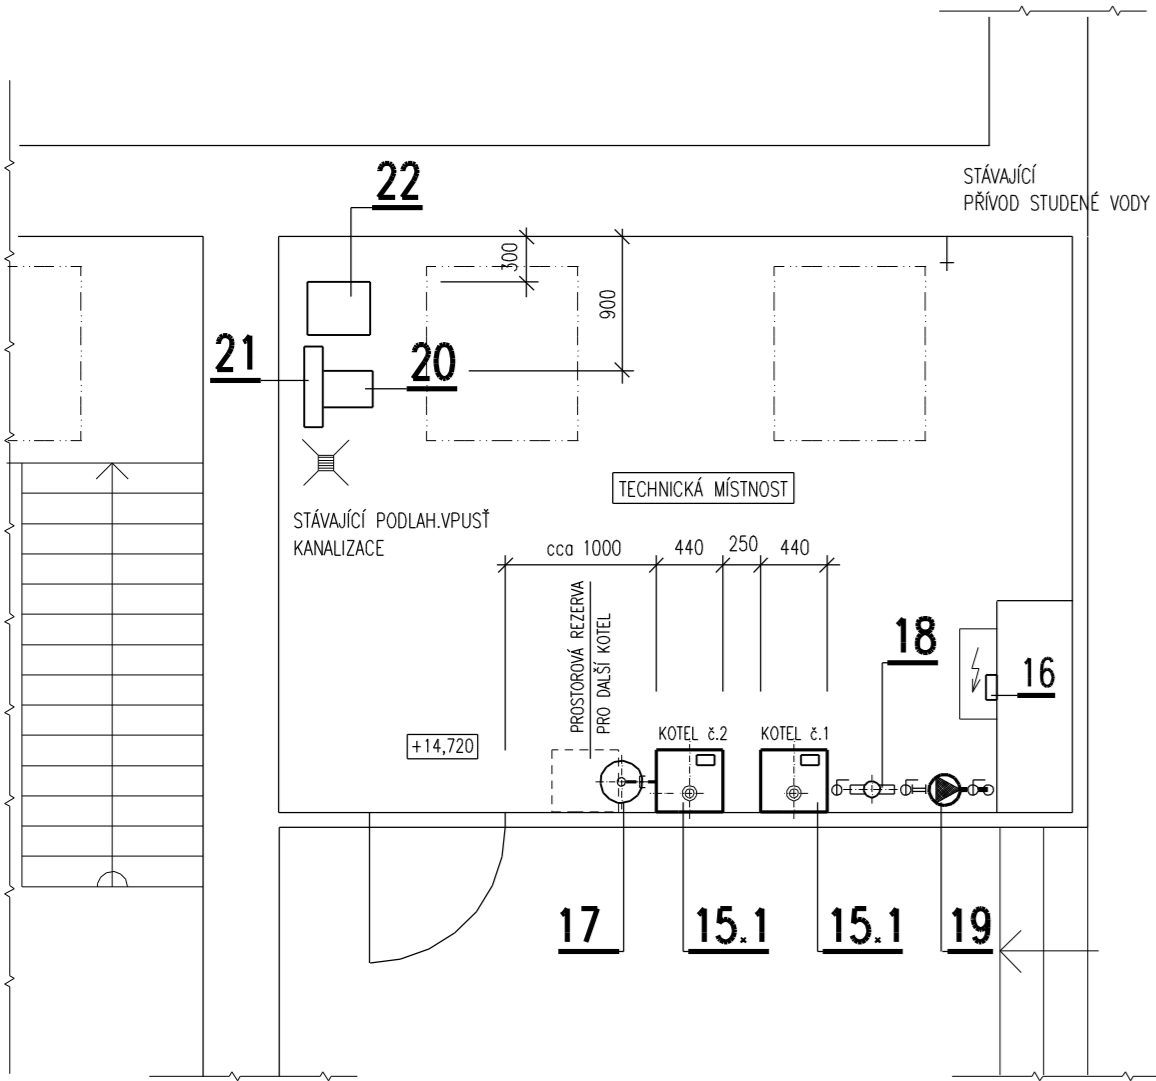 STÁVAJÍCÍ
PŘÍVOD STUDENÉ VODY
22
300
900
21
20
TECHNICKÁ MÍSTNOST
STÁVAJÍCÍ PODLAH.VPUSŤ
KANALIZACE
cca 1000
440
250
440
PROSTOROVÁ REZERVA
PRO DALŠÍ KOTEL
18
16
+14,720
KOTEL č.2
KOTEL č.1
17
15.1
15.1
19